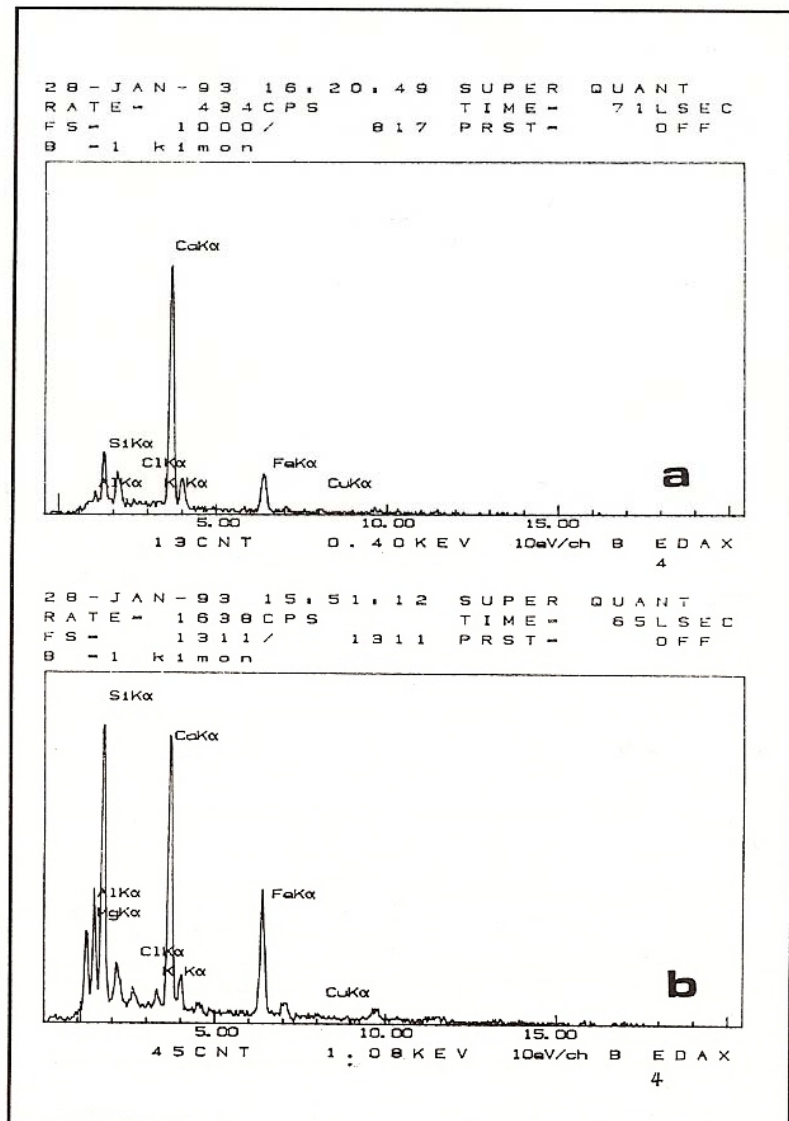 28-JAN-93 16:20:49 SUPER QUANT
RATE= 434CPS TIME= 71LSEC
FS= 1000/ 817 PRST= OFF
B -1 kimon
CaKα
SiKα
ClKα FeKα
AlKα K Kα CuKα
a
5.00 10.00 15.00
13CNT 0.40KEV 10eV/ch B EDAX
4
28-JAN-93 15:51:12 SUPER QUANT
RATE= 1638CPS TIME= 65LSEC
FS= 1311/ 1311 PRST= OFF
B -1 kimon
SiKα
CaKα
AlKα FeKα
MgKα
ClKα
K Kα
CuKα
b
5.00 10.00 15.00
45CNT 1.08KEV 10eV/ch B EDAX
4